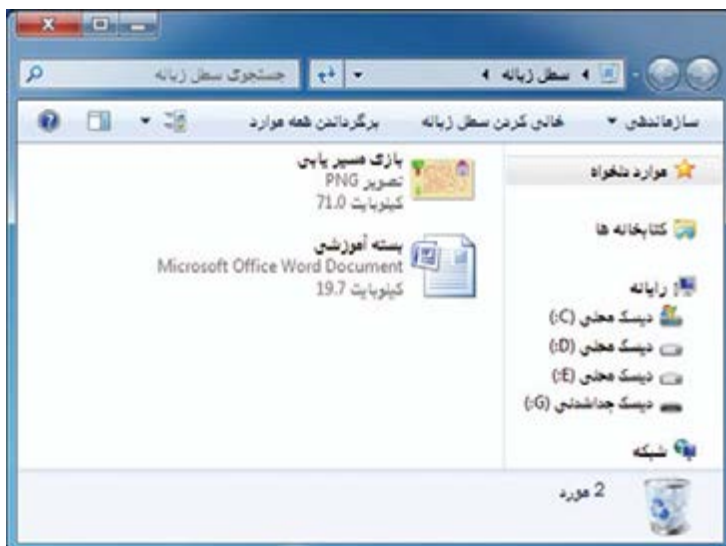 سطل زباله
جستجوی سطل زباله
سازماندهی
خالی کردن سطل زباله
برگرداندن همه موارد
موارد دلخواه
کتابخانه ها
رایانه
دیسک محلی (C:)
دیسک محلی (D:)
دیسک محلی (E:)
دیسک جداشدنی (G:)
شبکه
بازی مسیر یابی
تصویر PNG
کیلوبایت 71.0
بسته آموزشی
Microsoft Office Word Document
کیلوبایت 19.7
2 مورد